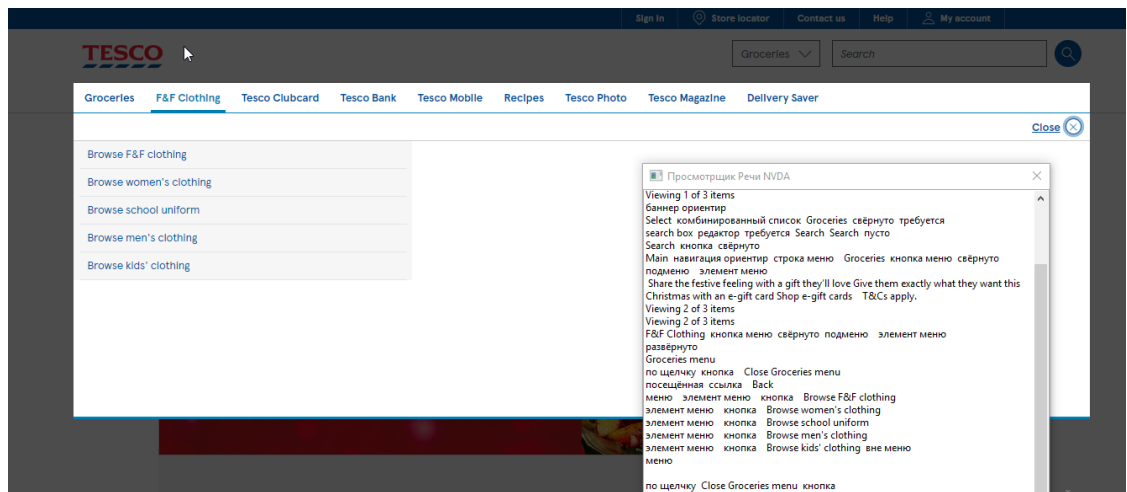 Sign In Store locator Contact us Help My account
TESCO
Groceries Search
Groceries F&F Clothing Tesco Clubcard Tesco Bank Tesco Mobile Recipes Tesco Photo Tesco Magazine Delivery Saver
Close
Browse F&F clothing
Browse women's clothing
Browse school uniform
Browse men's clothing
Browse kids' clothing
Просмотрщик Речи NVDA
Viewing 1 of 3 items
баннер ориентир
Select комбинированный список Groceries свёрнуто требуется
search box редактор требуется Search Search пусто
Search кнопка свёрнуто
Main навигация ориентир строка меню Groceries кнопка меню свёрнуто
подменю элемент меню
Share the festive feeling with a gift they'll love Give them exactly what they want this
Christmas with an e-gift card Shop e-gift cards T&Cs apply.
Viewing 2 of 3 items
Viewing 2 of 3 items
F&F Clothing кнопка меню свёрнуто подменю элемент меню
развёрнуто
Groceries menu
по щелчку кнопка Close Groceries menu
посещённая ссылка Back
меню элемент меню кнопка Browse F&F clothing
элемент меню кнопка Browse women's clothing
элемент меню кнопка Browse school uniform
элемент меню кнопка Browse men's clothing
элемент меню кнопка Browse kids' clothing вне меню
меню
по щелчку Close Groceries menu кнопка